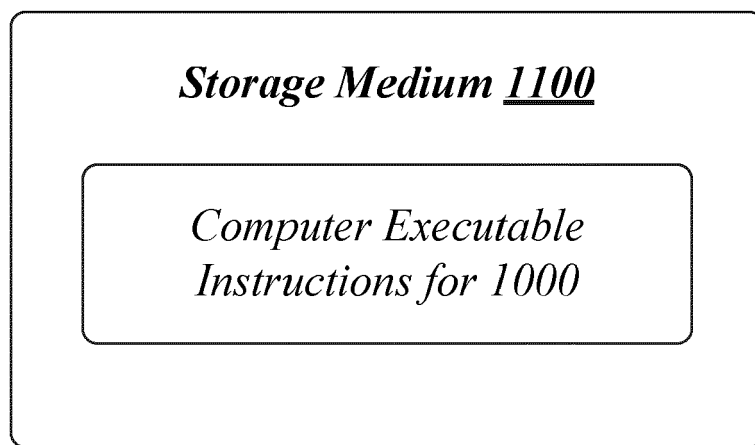 Storage Medium 1100
Computer Executable
Instructions for 1000